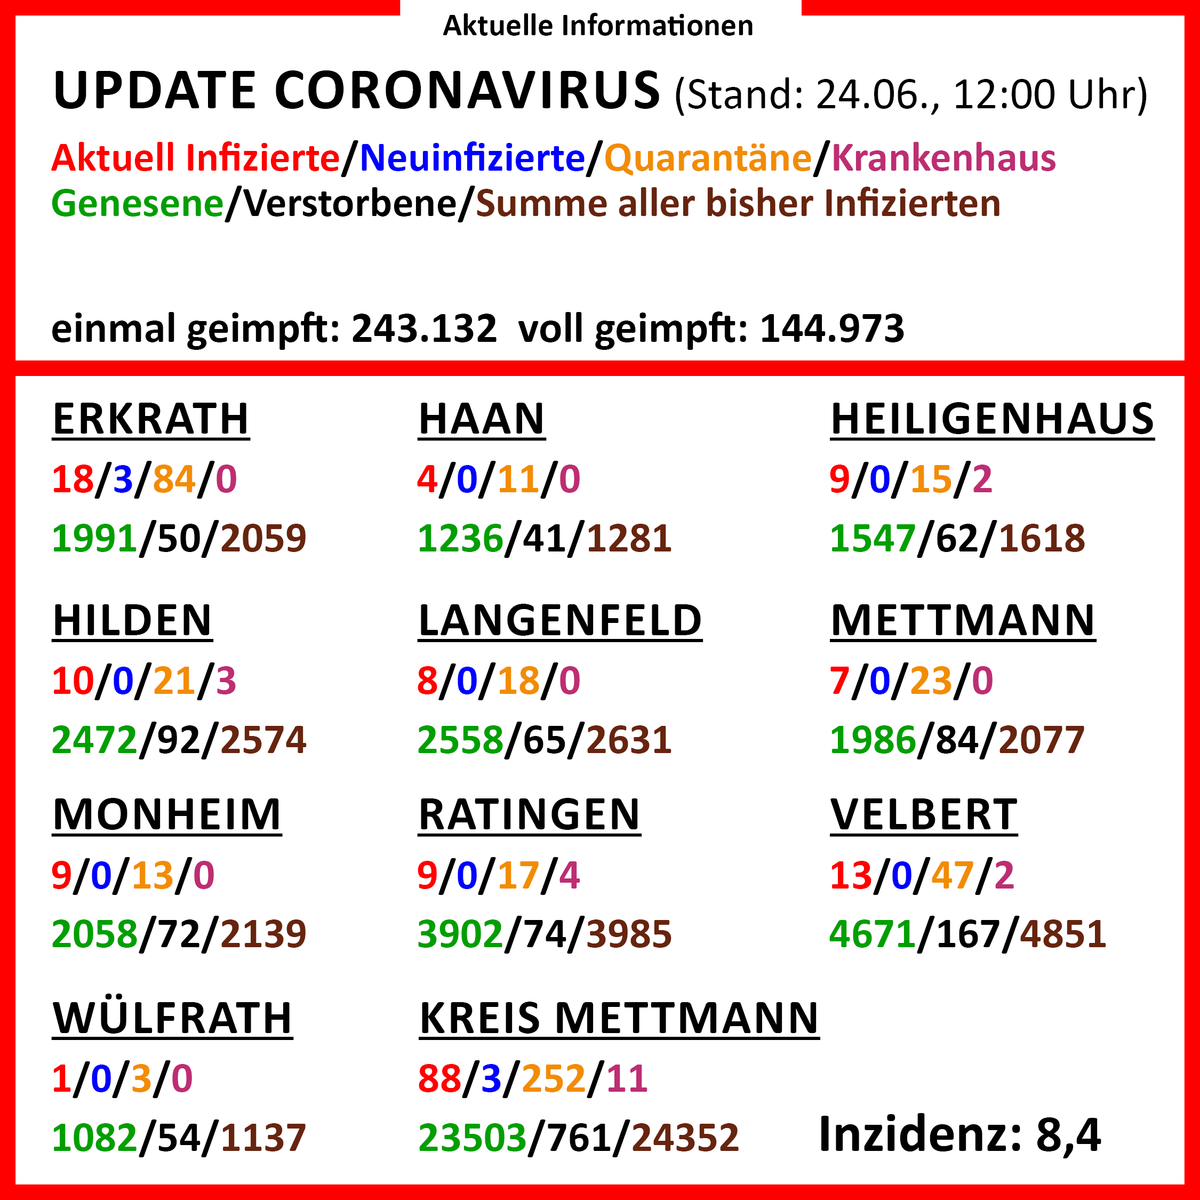 Aktuelle Informationen
UPDATE CORONAVIRUS (Stand: 24.06., 12:00 Uhr)
Aktuell Infizierte/Neuinfizierte/Quarantäne/Krankenhaus
Genesene/Verstorbene/Summe aller bisher Infizierten
einmal geimpft: 243.132 voll geimpft: 144.973
ERKRATH
18/3/84/0
1991/50/2059
HAAN
4/0/11/0
1236/41/1281
HEILIGENHAUS
9/0/15/2
1547/62/1618
HILDEN
10/0/21/3
2472/92/2574
LANGENFELD
8/0/18/0
2558/65/2631
METTMANN
7/0/23/0
1986/84/2077
MONHEIM
9/0/13/0
2058/72/2139
RATINGEN
9/0/17/4
3902/74/3985
VELBERT
13/0/47/2
4671/167/4851
WÜLFRATH
1/0/3/0
1082/54/1137
KREIS METTMANN
88/3/252/11
23503/761/24352
Inzidenz: 8,4